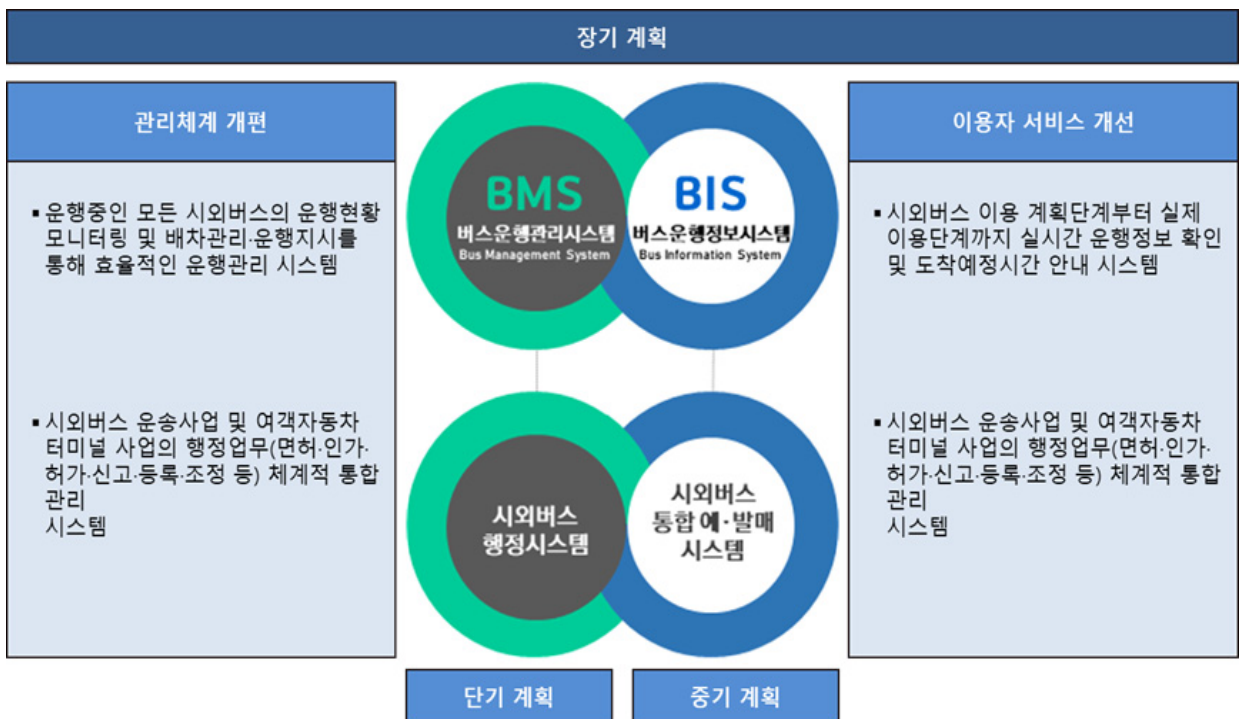 장기 계획
관리체계 개편
▪ 운행중인 모든 시외버스의 운행현황
모니터링 및 배차관리·운행지시를
통해 효율적인 운행관리 시스템
▪ 시외버스 운송사업 및 여객자동차
터미널 사업의 행정업무(면허·인가·
허가·신고·등록·조정 등) 체계적 통합
관리
시스템
BMS
버스운행관리시스템
Bus Management System
BIS
버스운행정보시스템
Bus Information System
시외버스
행정시스템
시외버스
통합 예·발매
시스템
이용자 서비스 개선
▪ 시외버스 이용 계획단계부터 실제
이용단계까지 실시간 운행정보 확인
및 도착예정시간 안내 시스템
▪ 시외버스 운송사업 및 여객자동차
터미널 사업의 행정업무(면허·인가·
허가·신고·등록·조정 등) 체계적 통합
관리
시스템
단기 계획
중기 계획